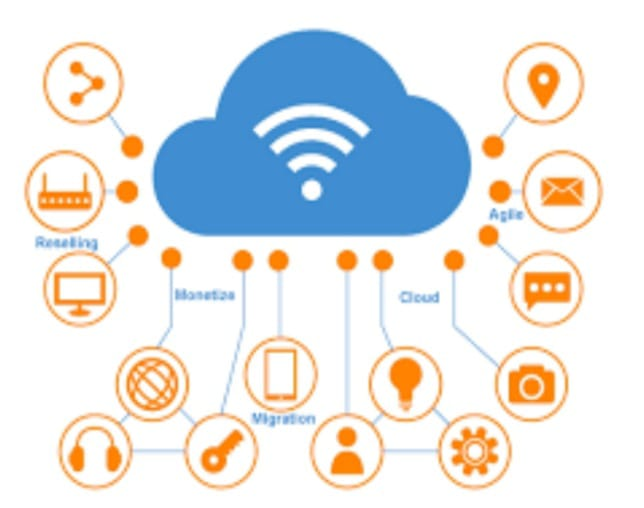 Agile
Reselling
Monetize
Cloud
Migration